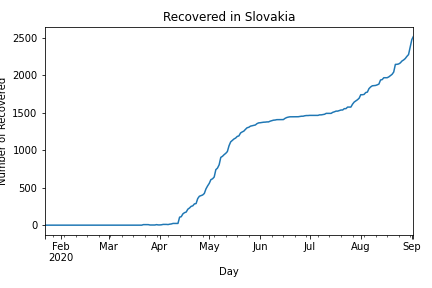 Recovered in Slovakia
Number of Recovered
2500
2000
1500
1000
500
0
Feb Mar Apr May Jun Jul Aug Sep
2020
Day